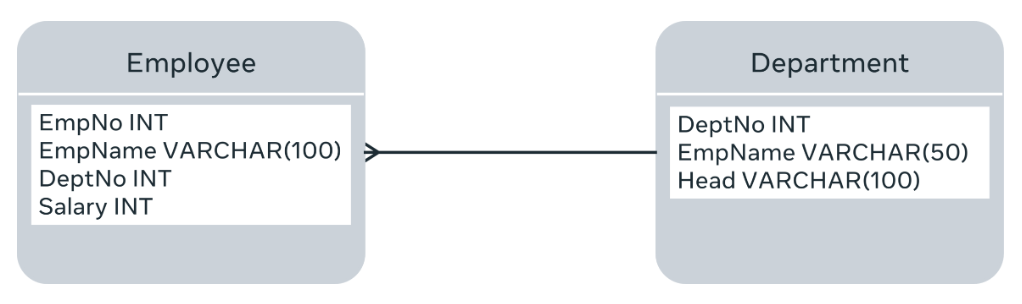 Employee
EmpNo INT
EmpName VARCHAR(100)
DeptNo INT
Salary INT
Department
DeptNo INT
EmpName VARCHAR(50)
Head VARCHAR(100)